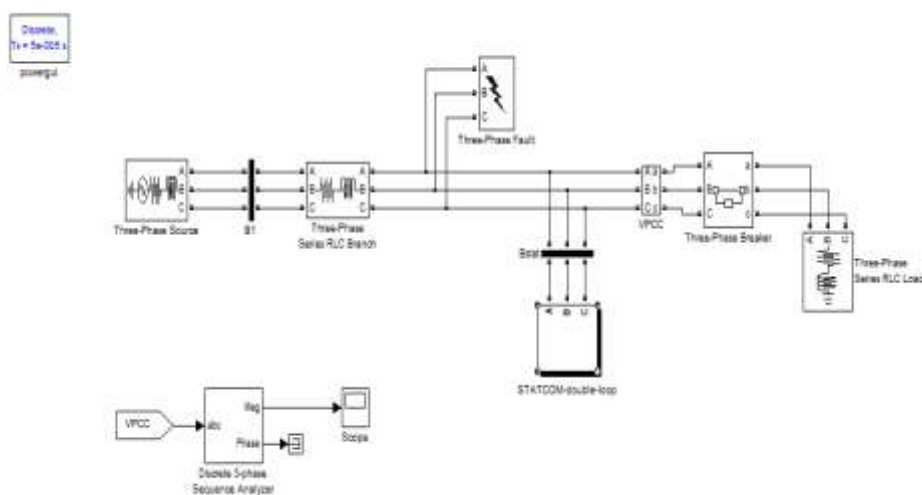 Discrete,
Ts = 5e-005 s
powergui
A
B
C
Three-Phase Fault
A
B
C
Three-Phase Source
B1
A
B
C
A
B
C
Three-Phase
Series RLC Branch
A a
B b
C c
VPCC
A
B
C
a
b
c
Three-Phase Breaker
A
B
C
Three-Phase
Series RLC Load
Bstat
A
B
C
STATCOM-double-loop
VPCC
abc
Mag
Phase
Scope
Discrete 3-phase
Sequence Analyzer